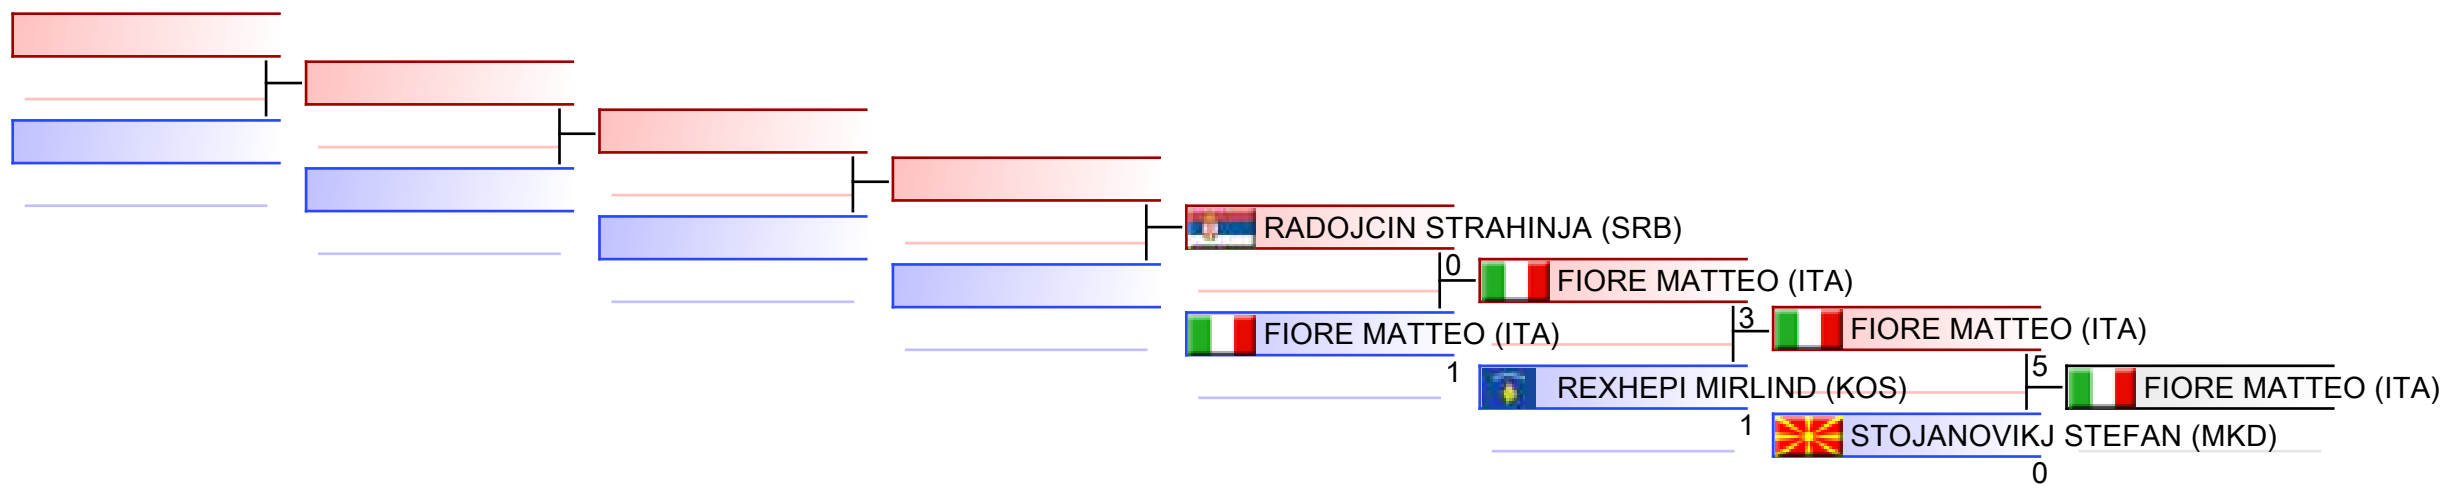 RADOJCIN STRAHINJA (SRB)
0
FIORE MATTEO (ITA)
FIORE MATTEO (ITA)
1
3
REXHEPI MIRLIND (KOS)
1
FIORE MATTEO (ITA)
5
STOJANOVIKJ STEFAN (MKD)
0
FIORE MATTEO (ITA)